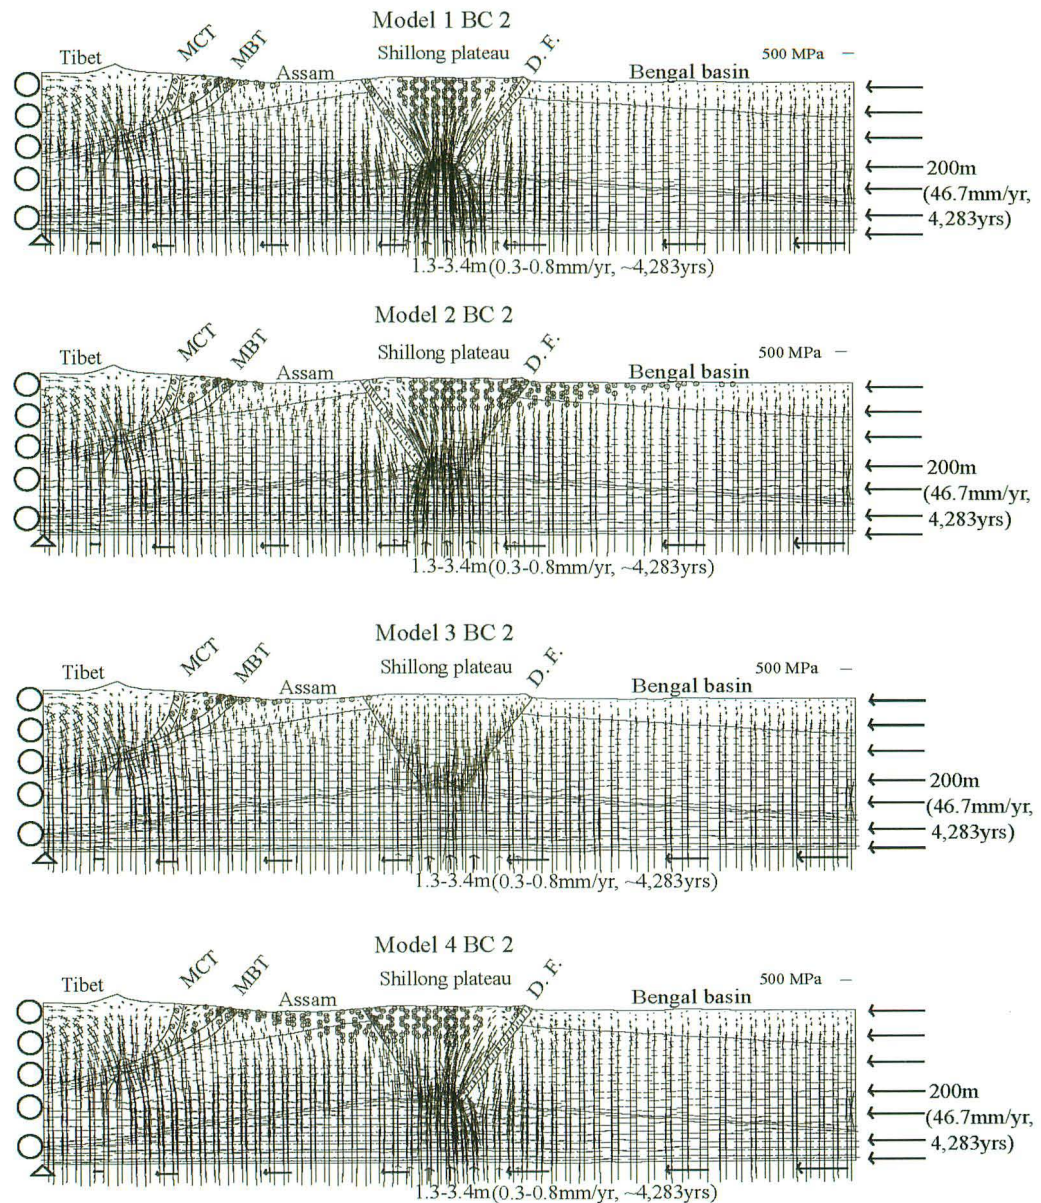 Model 1 BC 2
Tibet
MCT
MBT
Assam
Shillong plateau
D. F.
Bengal basin
500 MPa
200m
(46.7mm/yr,
4,283yrs)
1.3-3.4m(0.3-0.8mm/yr, ~4,283yrs)
Model 2 BC 2
Tibet
MCT
MBT
Assam
Shillong plateau
D. F.
Bengal basin
500 MPa
200m
(46.7mm/yr,
4,283yrs)
1.3-3.4m(0.3-0.8mm/yr, ~4,283yrs)
Model 3 BC 2
Tibet
MCT
MBT
Assam
Shillong plateau
D. F.
Bengal basin
500 MPa
200m
(46.7mm/yr,
4,283yrs)
1.3-3.4m(0.3-0.8mm/yr, ~4,283yrs)
Model 4 BC 2
Tibet
MCT
MBT
Assam
Shillong plateau
D. F.
Bengal basin
500 MPa
200m
(46.7mm/yr,
4,283yrs)
1.3-3.4m(0.3-0.8mm/yr, ~4,283yrs)